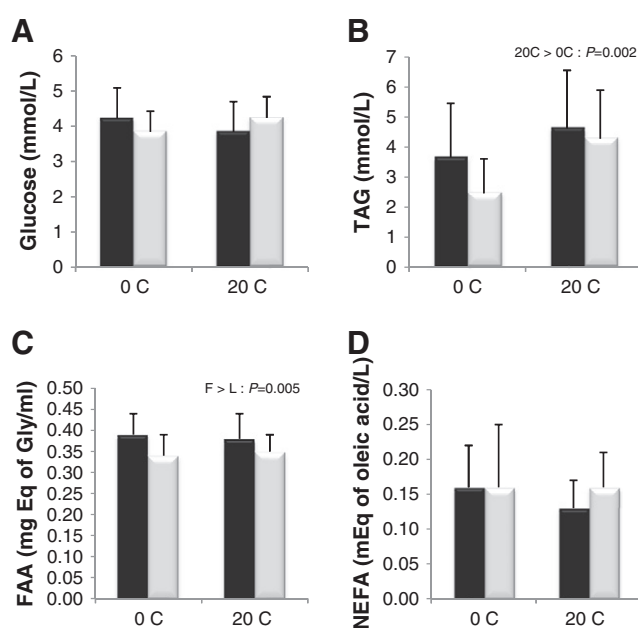 A
Glucose (mmol/L)
6
5
4
3
2
1
0
0 C
20 C
B
20C > 0C : P=0.002
TAG (mmol/L)
7
6
5
4
3
2
1
0
0 C
20 C
C
F > L : P=0.005
FAA (mg Eq of Gly/ml)
0.50
0.45
0.40
0.35
0.30
0.25
0.20
0.15
0.10
0.05
0.00
0 C
20 C
D
NEFA (mEq of oleic acid/L)
0.30
0.25
0.20
0.15
0.10
0.05
0.00
0 C
20 C